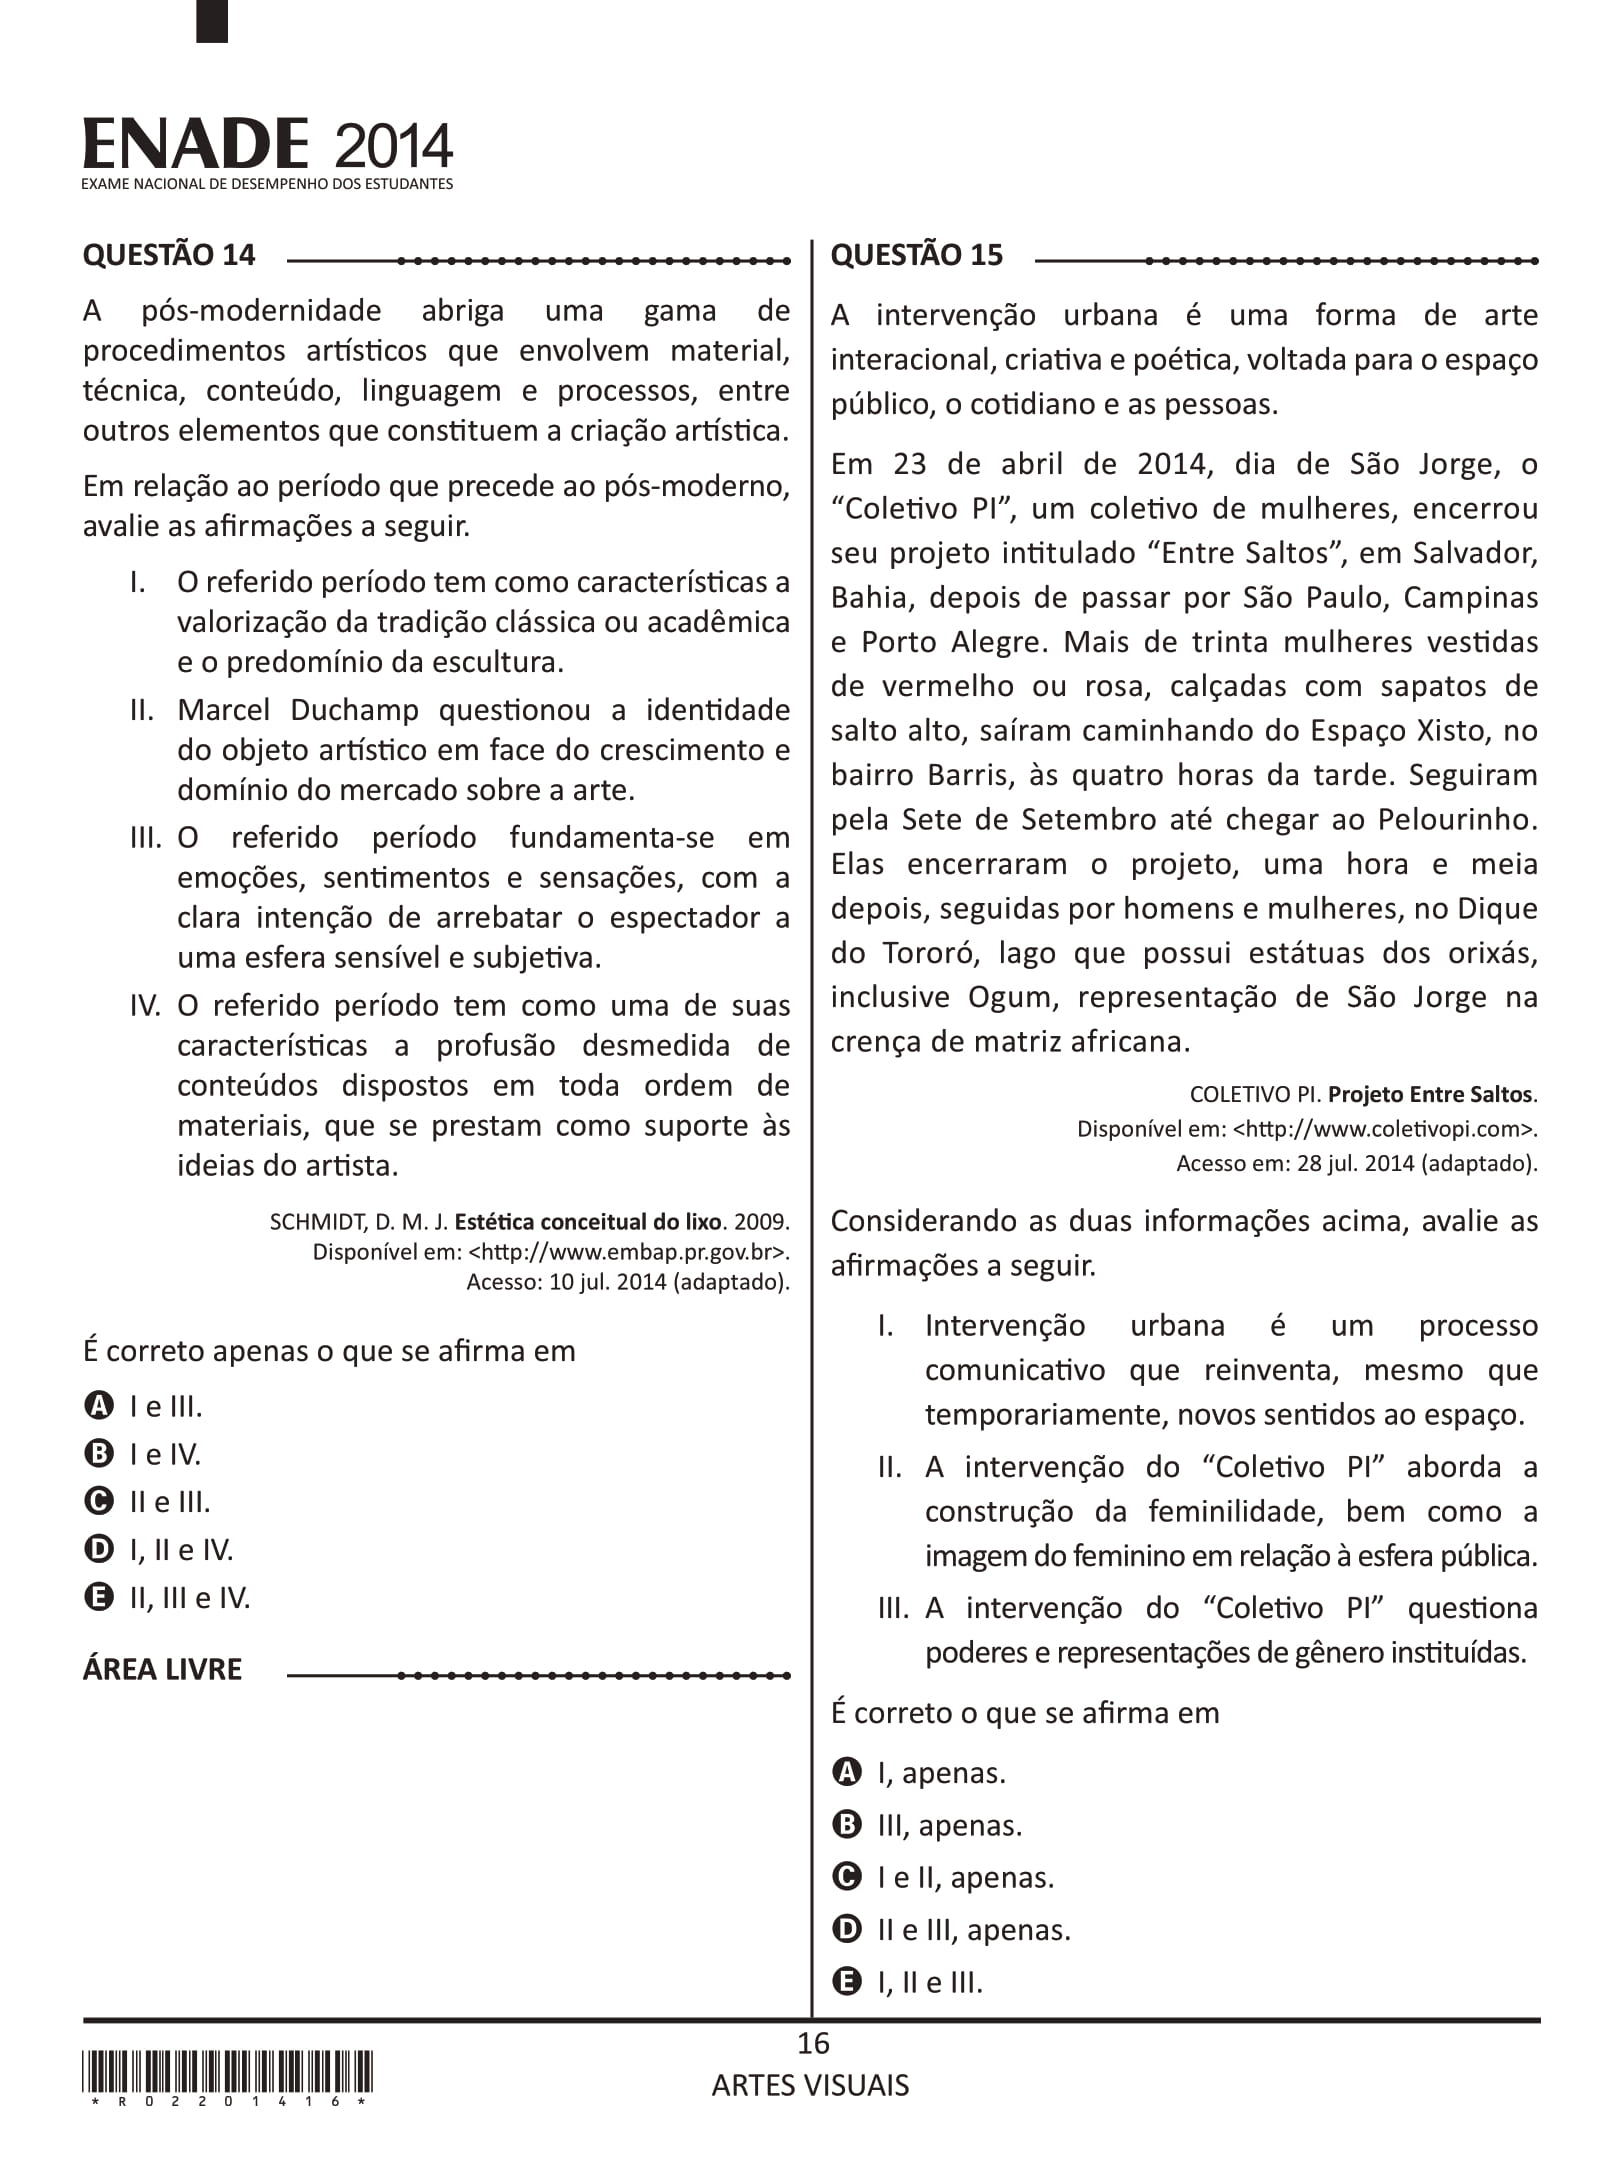 ENADE 2014
EXAME NACIONAL DE DESEMPENHO DOS ESTUDANTES
QUESTÃO 14
A pós-modernidade abriga uma gama de
procedimentos artísticos que envolvem material,
técnica, conteúdo, linguagem e processos, entre
outros elementos que constituem a criação artística.
Em relação ao período que precede ao pós-moderno,
avalie as afirmações a seguir.
I. O referido período tem como características a
valorização da tradição clássica ou acadêmica
e o predomínio da escultura.
II. Marcel Duchamp questionou a identidade
do objeto artístico em face do crescimento e
domínio do mercado sobre a arte.
III. O referido período fundamenta-se em
emoções, sentimentos e sensações, com a
clara intenção de arrebatar o espectador a
uma esfera sensível e subjetiva.
IV. O referido período tem como uma de suas
características a profusão desmedida de
conteúdos dispostos em toda ordem de
materiais, que se prestam como suporte às
ideias do artista.
SCHMIDT, D. M. J. Estética conceitual do lixo. 2009.
Disponível em: <http://www.embap.pr.gov.br>.
Acesso: 10 jul. 2014 (adaptado).
É correto apenas o que se afirma em
A I e III.
B I e IV.
C II e III.
D I, II e IV.
E II, III e IV.
ÁREA LIVRE
QUESTÃO 15
A intervenção urbana é uma forma de arte
interacional, criativa e poética, voltada para o espaço
público, o cotidiano e as pessoas.
Em 23 de abril de 2014, dia de São Jorge, o
“Coletivo PI”, um coletivo de mulheres, encerrou
seu projeto intitulado “Entre Saltos”, em Salvador,
Bahia, depois de passar por São Paulo, Campinas
e Porto Alegre. Mais de trinta mulheres vestidas
de vermelho ou rosa, calçadas com sapatos de
salto alto, saíram caminhando do Espaço Xisto, no
bairro Barris, às quatro horas da tarde. Seguiram
pela Sete de Setembro até chegar ao Pelourinho.
Elas encerraram o projeto, uma hora e meia
depois, seguidas por homens e mulheres, no Dique
do Tororó, lago que possui estátuas dos orixás,
inclusive Ogum, representação de São Jorge na
crença de matriz africana.
COLETIVO PI. Projeto Entre Saltos.
Disponível em: <http://www.coletivopi.com>.
Acesso em: 28 jul. 2014 (adaptado).
Considerando as duas informações acima, avalie as
afirmações a seguir.
I. Intervenção urbana é um processo
comunicativo que reinventa, mesmo que
temporariamente, novos sentidos ao espaço.
II. A intervenção do “Coletivo PI” aborda a
construção da feminilidade, bem como a
imagem do feminino em relação à esfera pública.
III. A intervenção do “Coletivo PI” questiona
poderes e representações de gênero instituídas.
É correto o que se afirma em
A I, apenas.
B III, apenas.
C I e II, apenas.
D II e III, apenas.
E I, II e III.
16
ARTES VISUAIS
* R 0 2 2 0 1 4 1 6 *